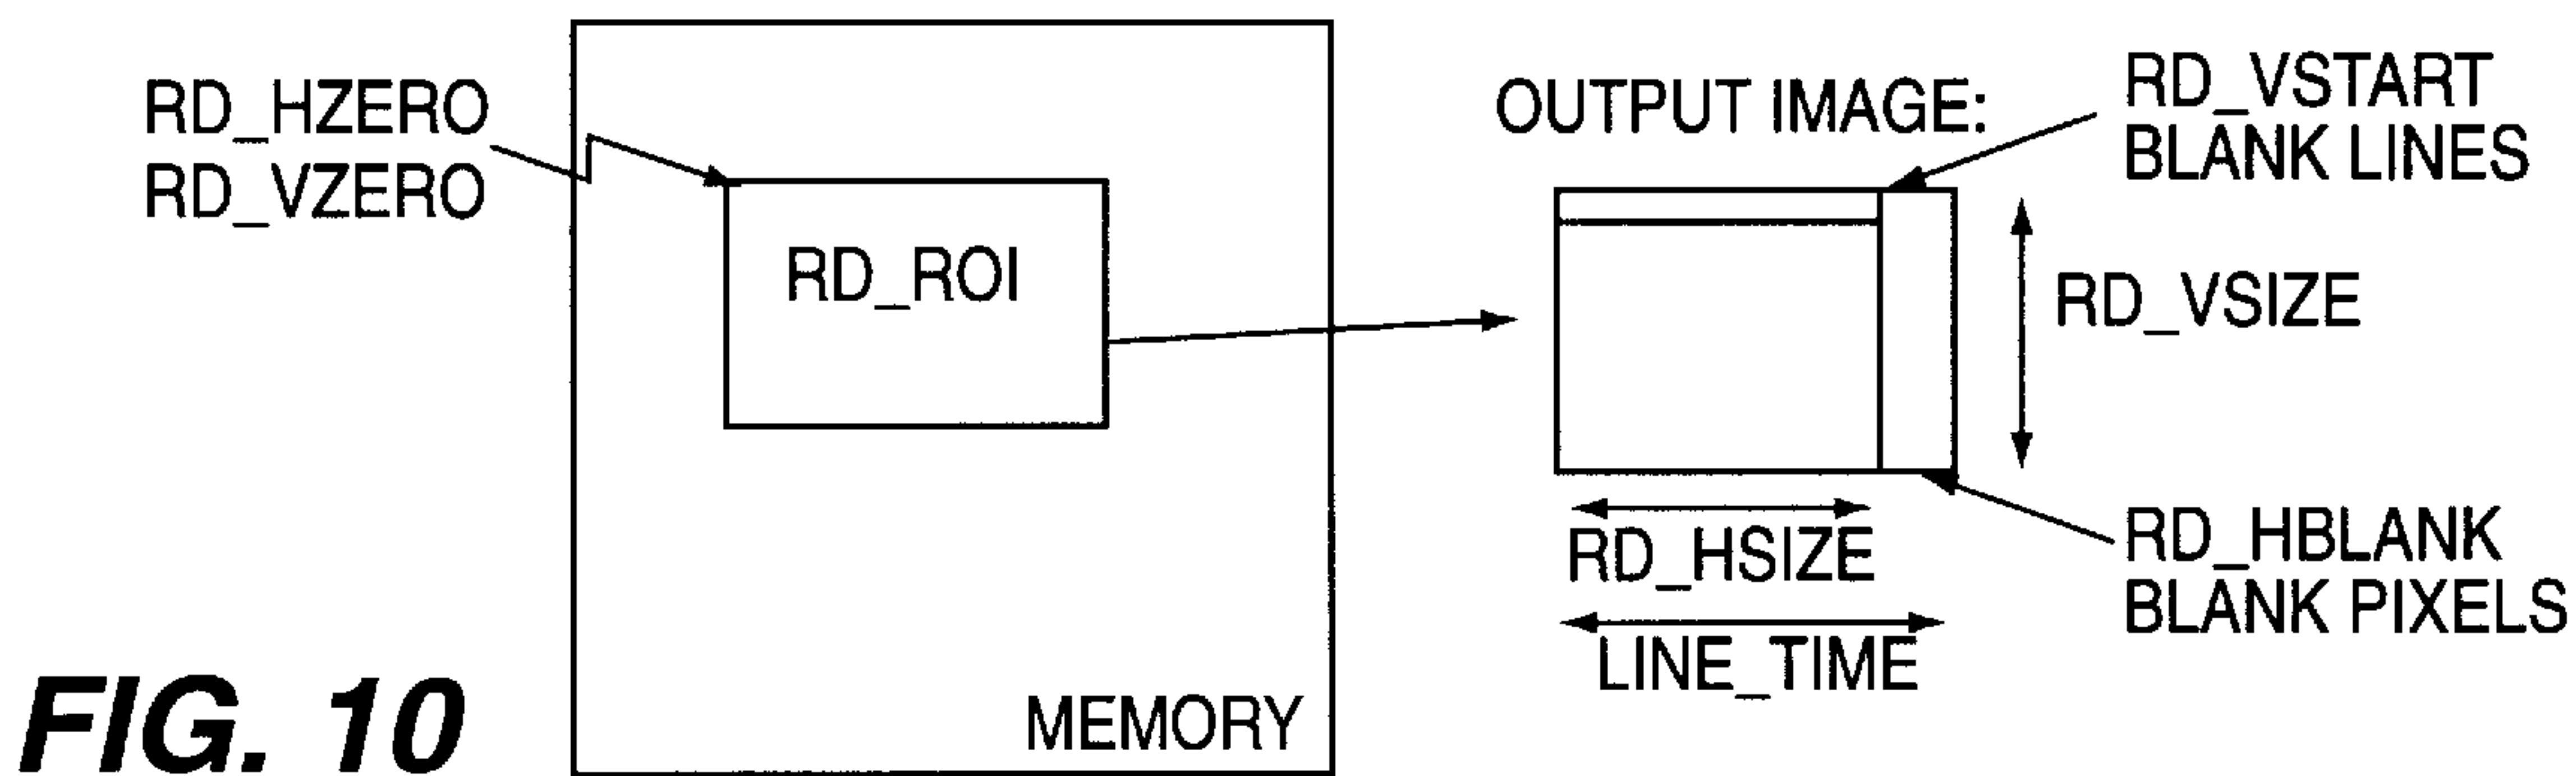 RD_HZERO
RD_VZERO
RD_ROI
MEMORY
OUTPUT IMAGE:
RD_VSTART
BLANK LINES
RD_VSIZE
RD_HSIZE
LINE_TIME
RD_HBLANK
BLANK PIXELS
FIG. 10